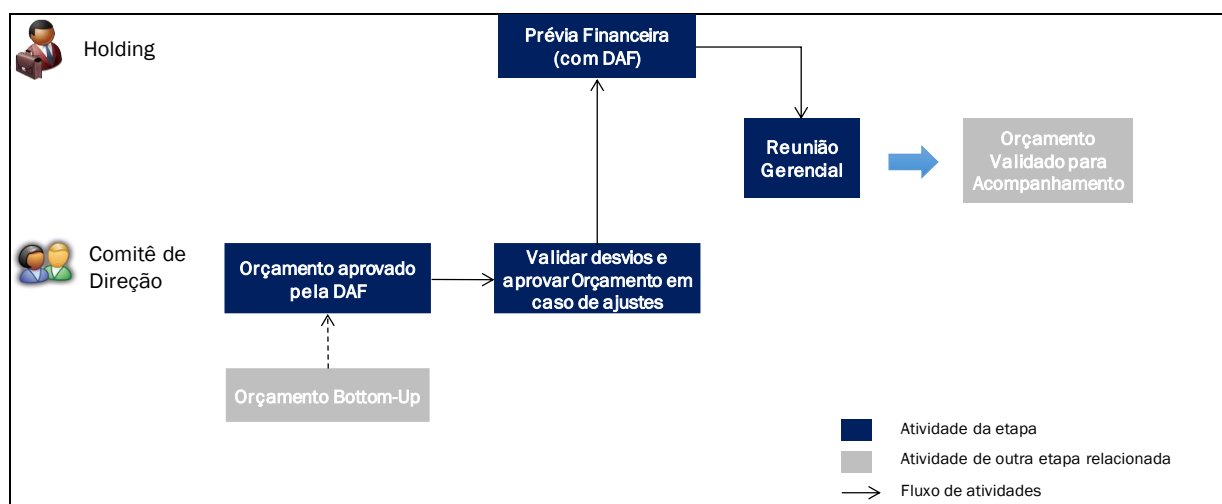 Holding
Prévia Financeira
(com DAF)
Reunião
Gerencial
Orçamento
Validado para
Acompanhamento
Comitê de
Direção
Orçamento aprovado
pela DAF
Validar desvios e
aprovar Orçamento em
caso de ajustes
Orçamento Bottom-Up
Atividade da etapa
Atividade de outra etapa relacionada
Fluxo de atividades